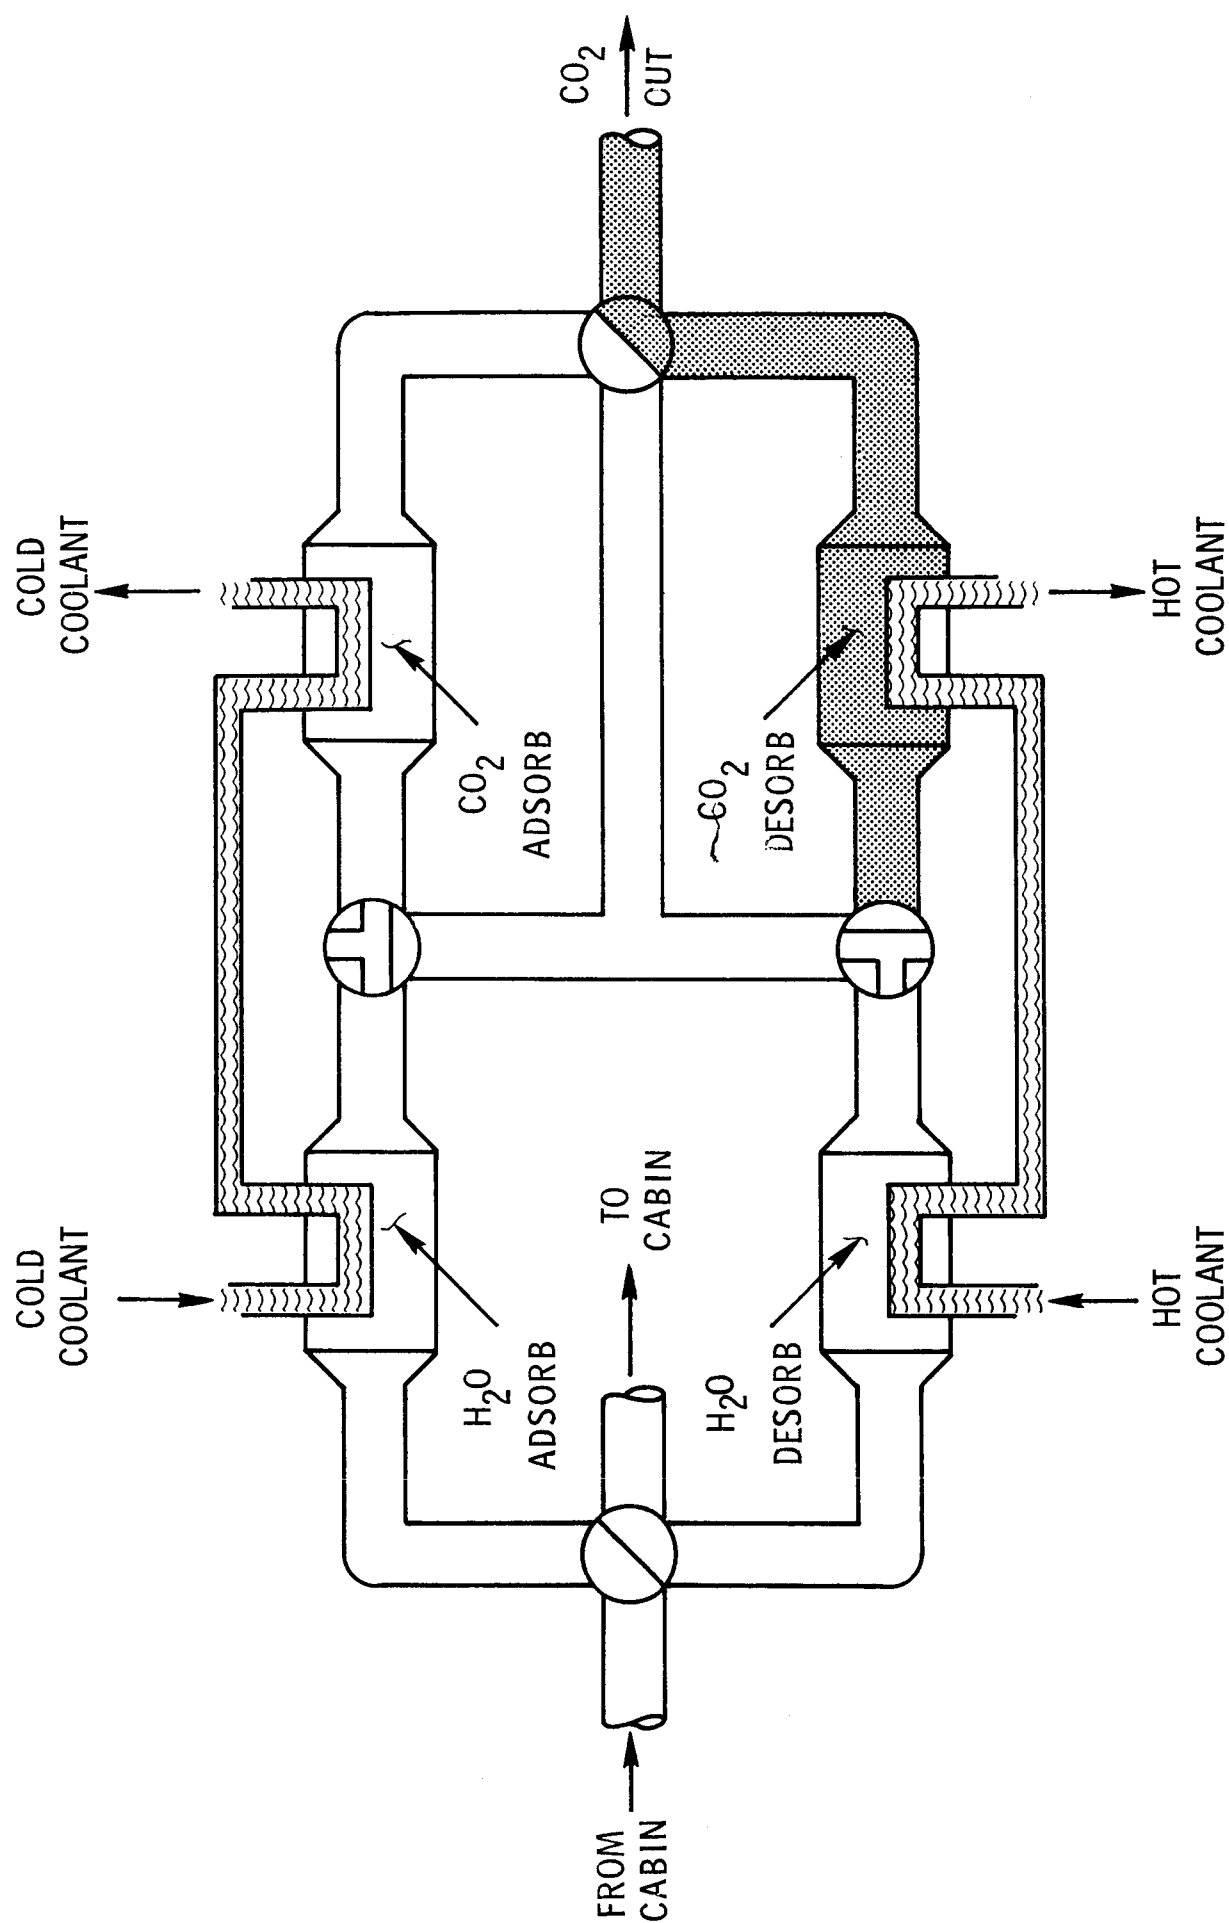 COLD
COOLANT
COLD
COOLANT
H₂O
ADSORB
CO₂
ADSORB
FROM
CABIN
TO
CABIN
CO₂
CUT
H₂O
DESORB
CO₂
DESORB
HOT
COOLANT
HOT
COOLANT